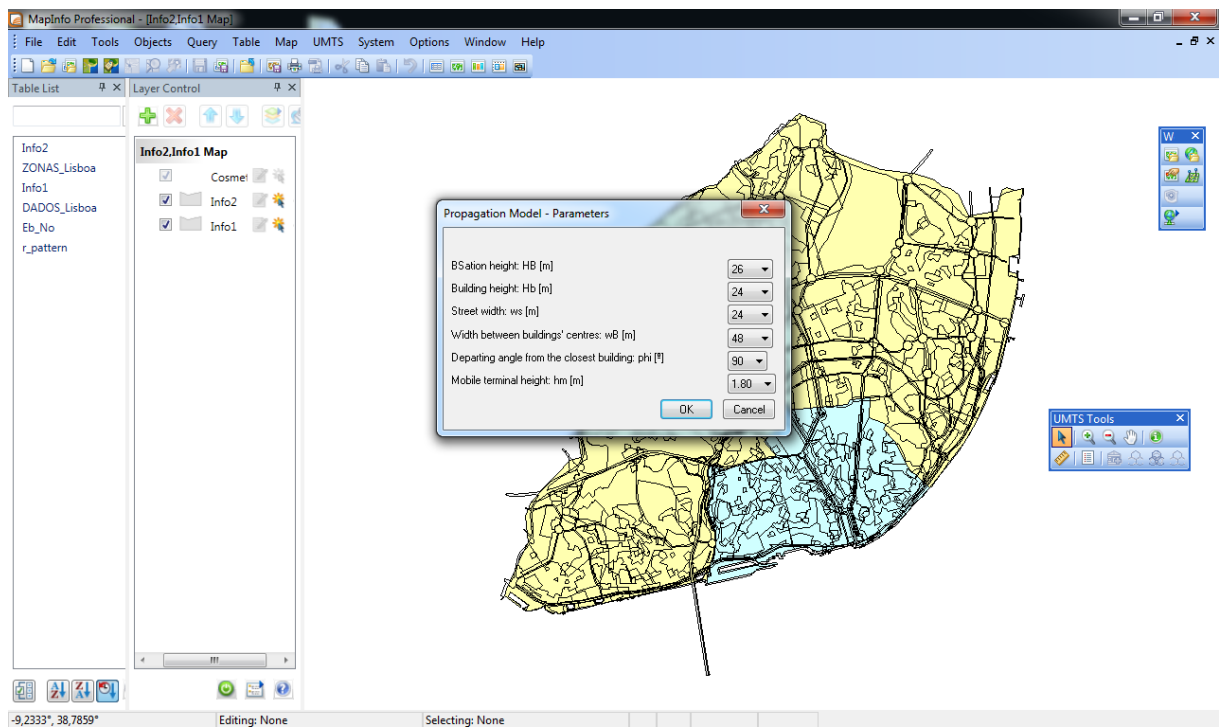 MapInfo Professional - [Info2,Info1 Map]
File Edit Tools Objects Query Table Map UMTS System Options Window Help
Table List
Layer Control
Info2
ZONAS_Lisboa
Info1
DADOS_Lisboa
Eb_No
r_pattern
Info2,Info1 Map
Cosmet
Info2
Info1
Propagation Model - Parameters
BSation height: HB [m] 26
Building height: Hb [m] 24
Street width: ws [m] 24
Width between buildings' centres: wB [m] 48
Departing angle from the closest building: phi [º] 90
Mobile terminal height: hm [m] 1.80
OK Cancel
W
UMTS Tools
-9,2333°, 38,7859° Editing: None Selecting: None